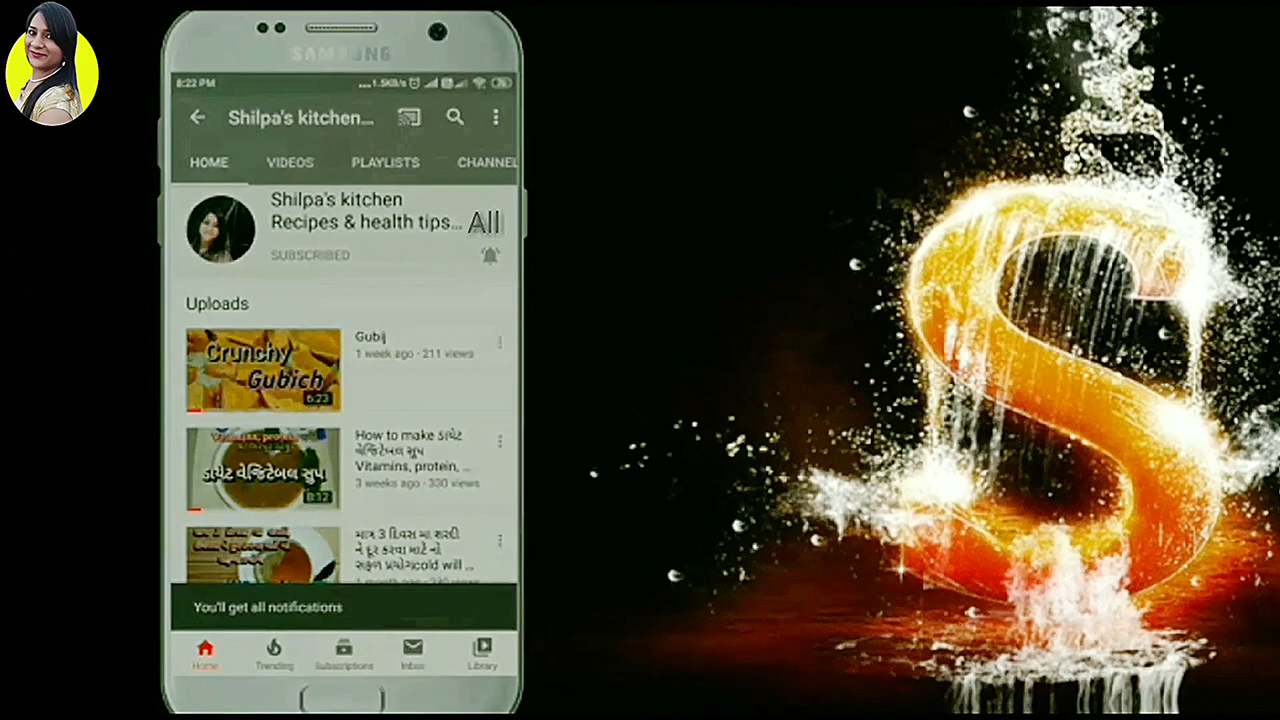 SAMSUNG
8:22 PM
...1.5KB/s
Shilpa's kitchen...
HOME VIDEOS PLAYLISTS CHANNEL
Shilpa's kitchen
Recipes & health tips... All
SUBSCRIBED
Uploads
Crunchy
Gubich
6:23
Gubij
1 week ago · 211 views
ડાયેટ વેજિટેબલ સૂપ
8:12
How to make ડાયેટ
વેજિટેબલ સૂપ
Vitamins, protein, ...
3 weeks ago · 330 views
માત્ર 3 દિવસ મા શરદી
ને દૂર કરવા માટે નો
સફળ પ્રયોગcold will ...
You'll get all notifications
Home Trending Subscriptions Inbox Library
S